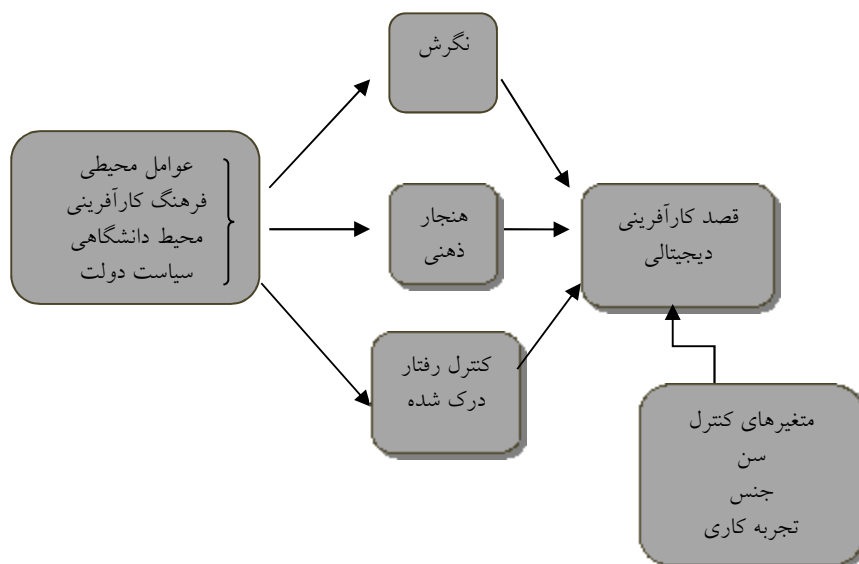 نگرش
عوامل محیطی
فرهنگ کارآفرینی
محیط دانشگاهی
سیاست دولت
هنجار
ذهنی
قصد کارآفرینی
دیجیتالی
کنترل رفتار
درک شده
متغیرهای کنترل
سن
جنس
تجربه کاری